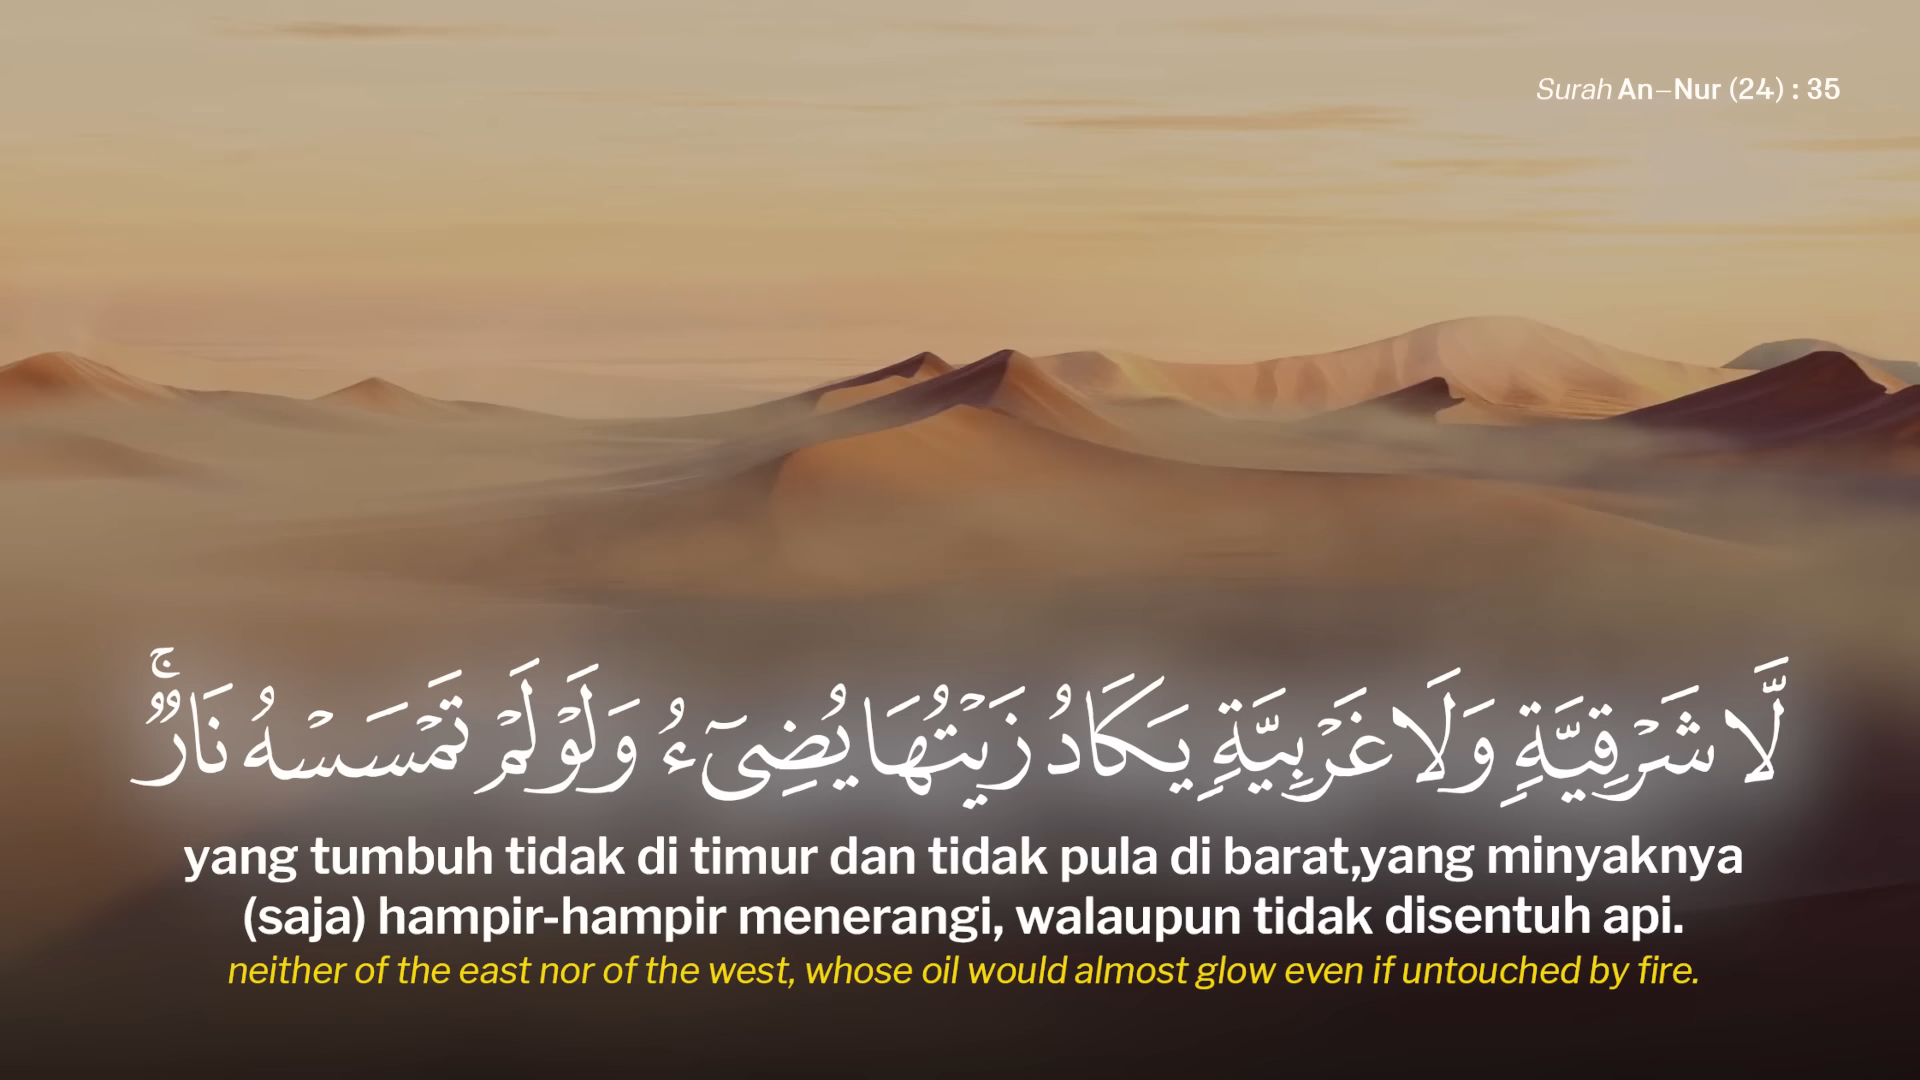 Surah An–Nur (24) : 35
لَّا شَرْقِيَّةٍ وَلَا غَرْبِيَّةٍ يَكَادُ زَيْتُهَا يُضِىٓءُ وَلَوْ لَمْ تَمْسَسْهُ نَارٌ ۚ
yang tumbuh tidak di timur dan tidak pula di barat,yang minyaknya
(saja) hampir-hampir menerangi, walaupun tidak disentuh api.
neither of the east nor of the west, whose oil would almost glow even if untouched by fire.